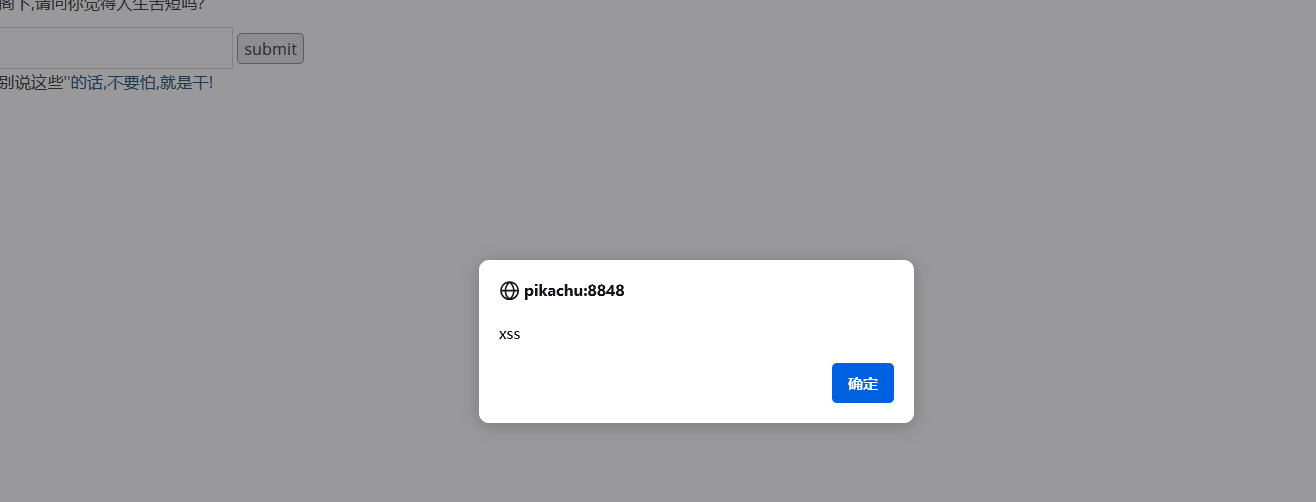 阁下,请问你觉得人生苦短吗?
submit
别说这些"的话,不要怕,就是干!
pikachu:8848
xss
确定